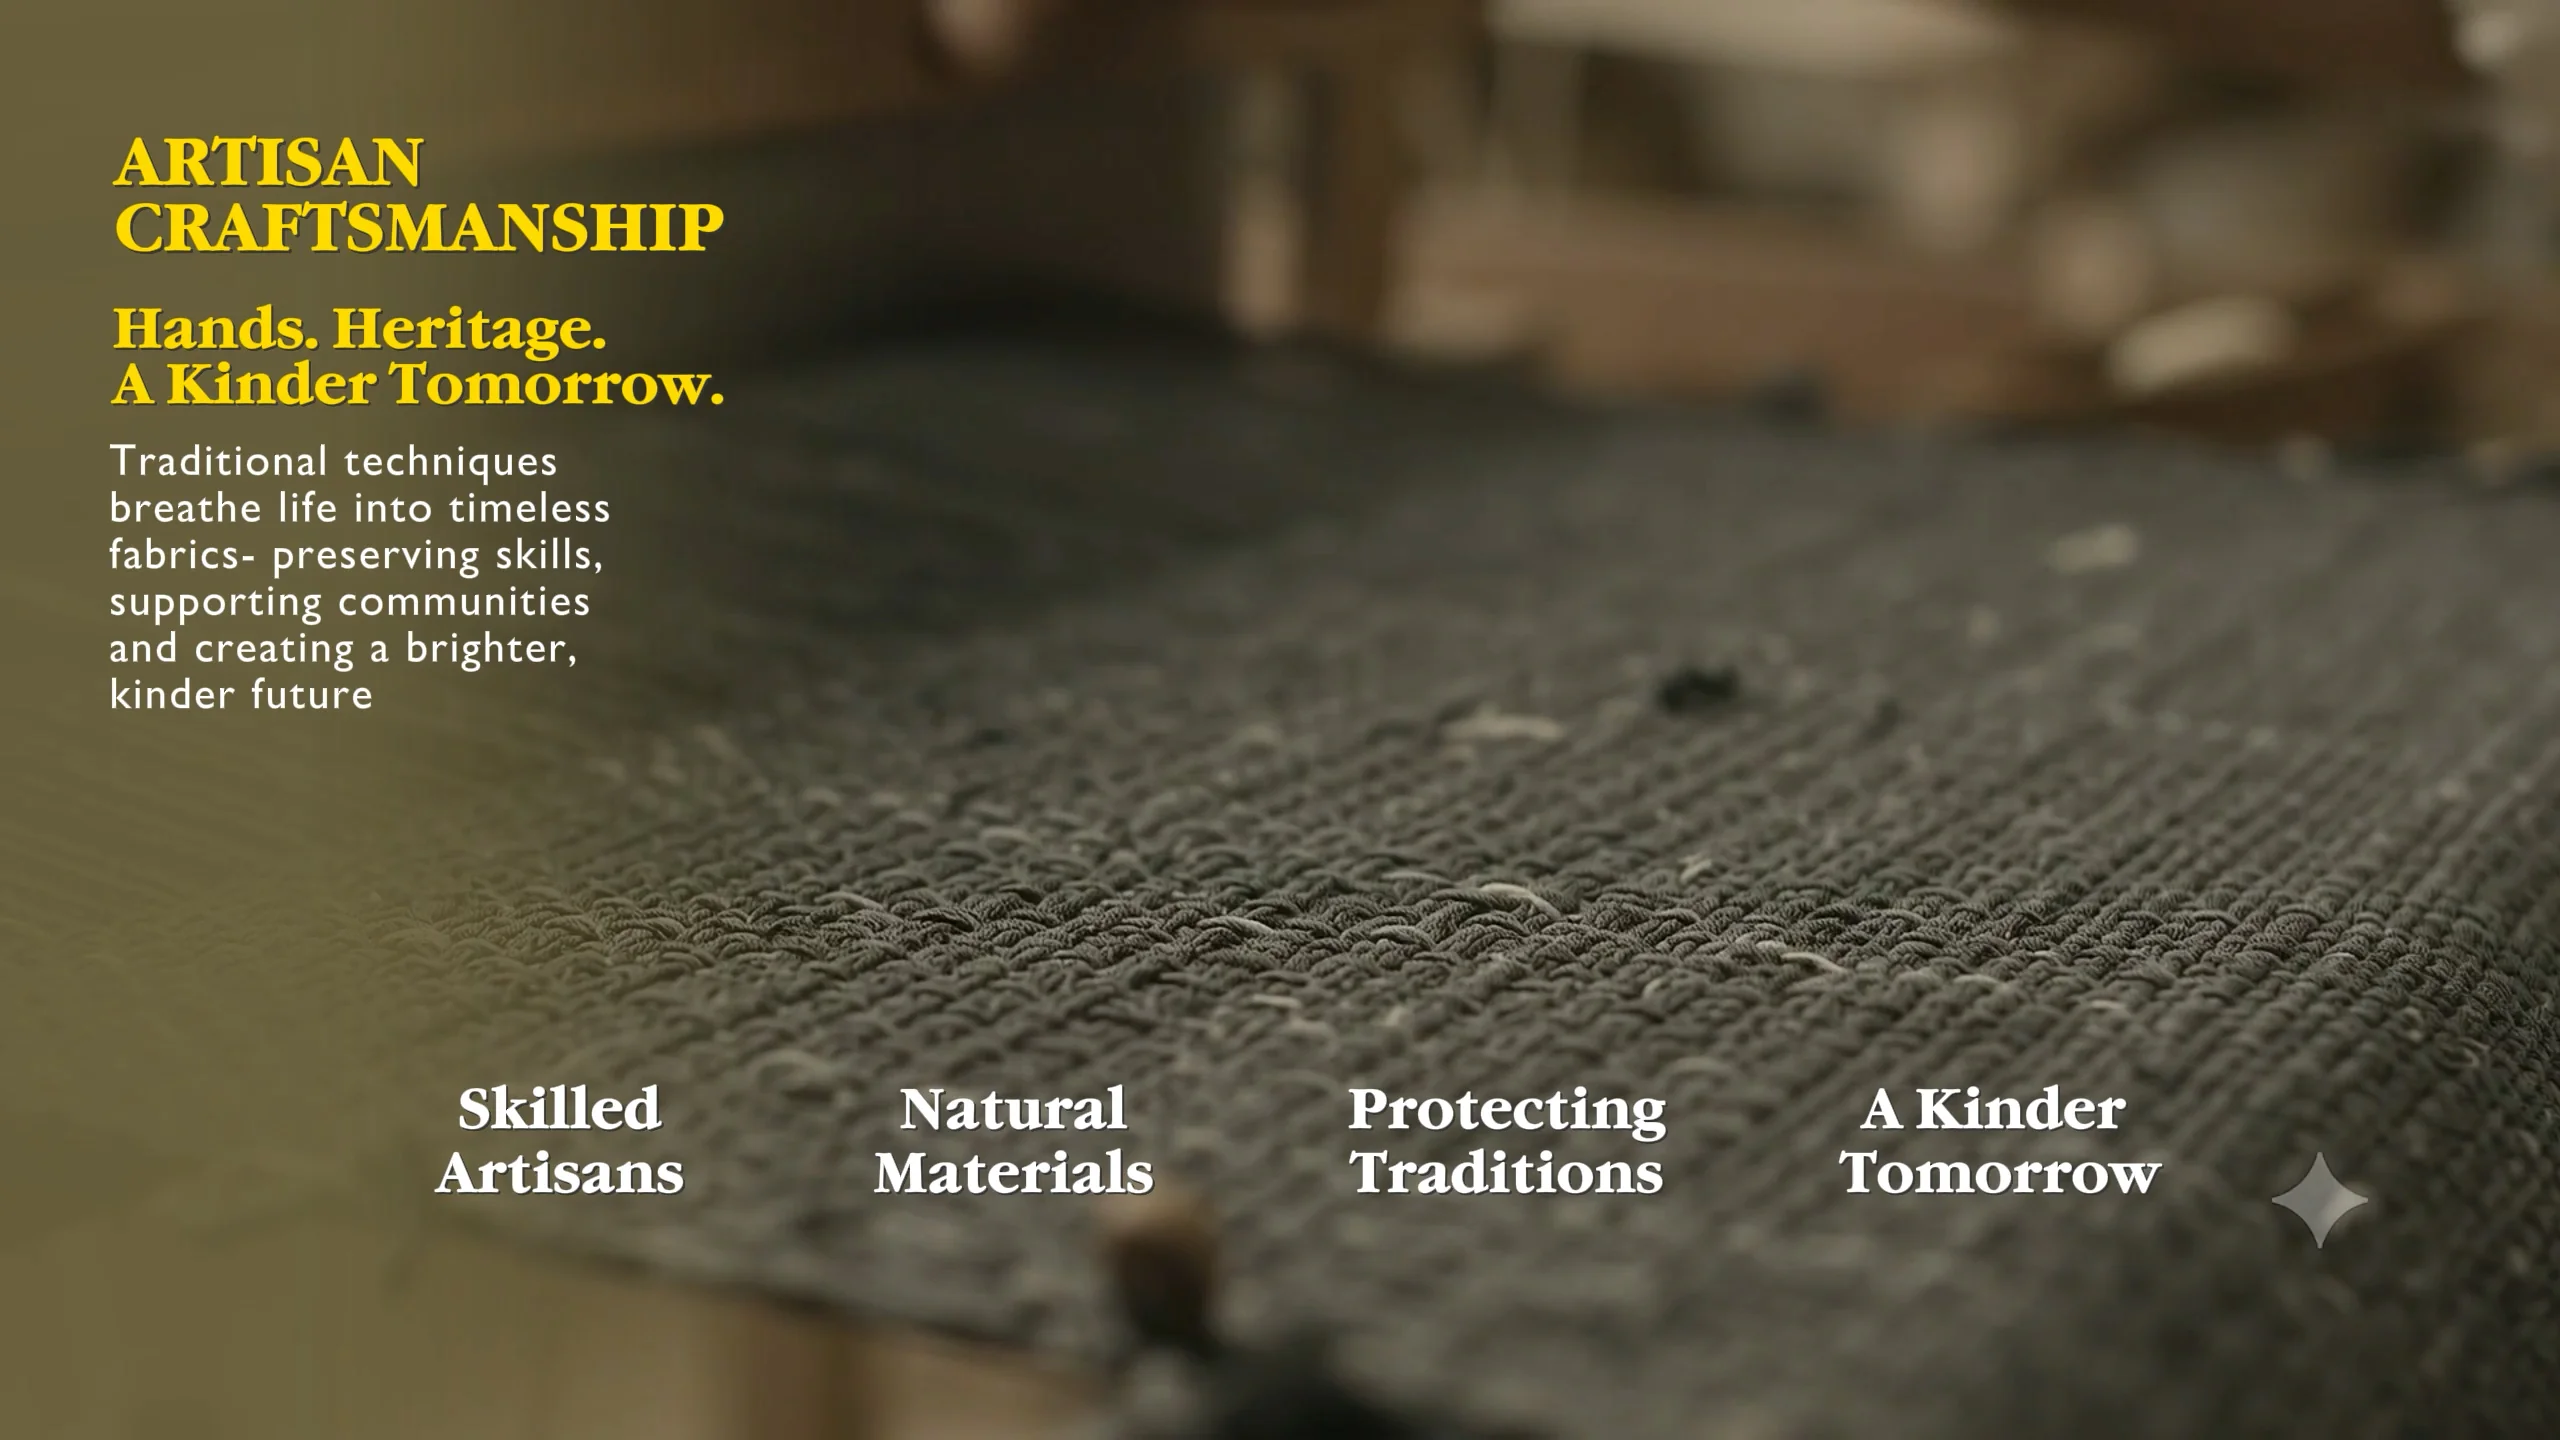 ARTISAN
CRAFTSMANSHIP
Hands. Heritage.
A Kinder Tomorrow.
Traditional techniques
breathe life into timeless
fabrics- preserving skills,
supporting communities
and creating a brighter,
kinder future
Skilled
Artisans
Natural
Materials
Protecting
Traditions
A Kinder
Tomorrow